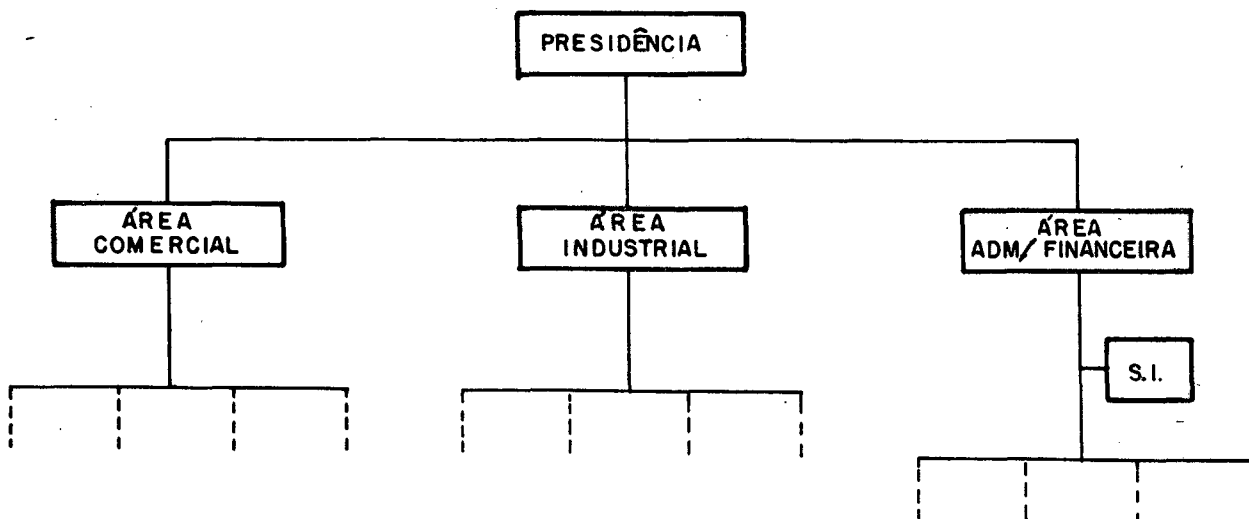 PRESIDÊNCIA
ÁREA
COMERCIAL
ÁREA
INDUSTRIAL
ÁREA
ADM/ FINANCEIRA
S.I.